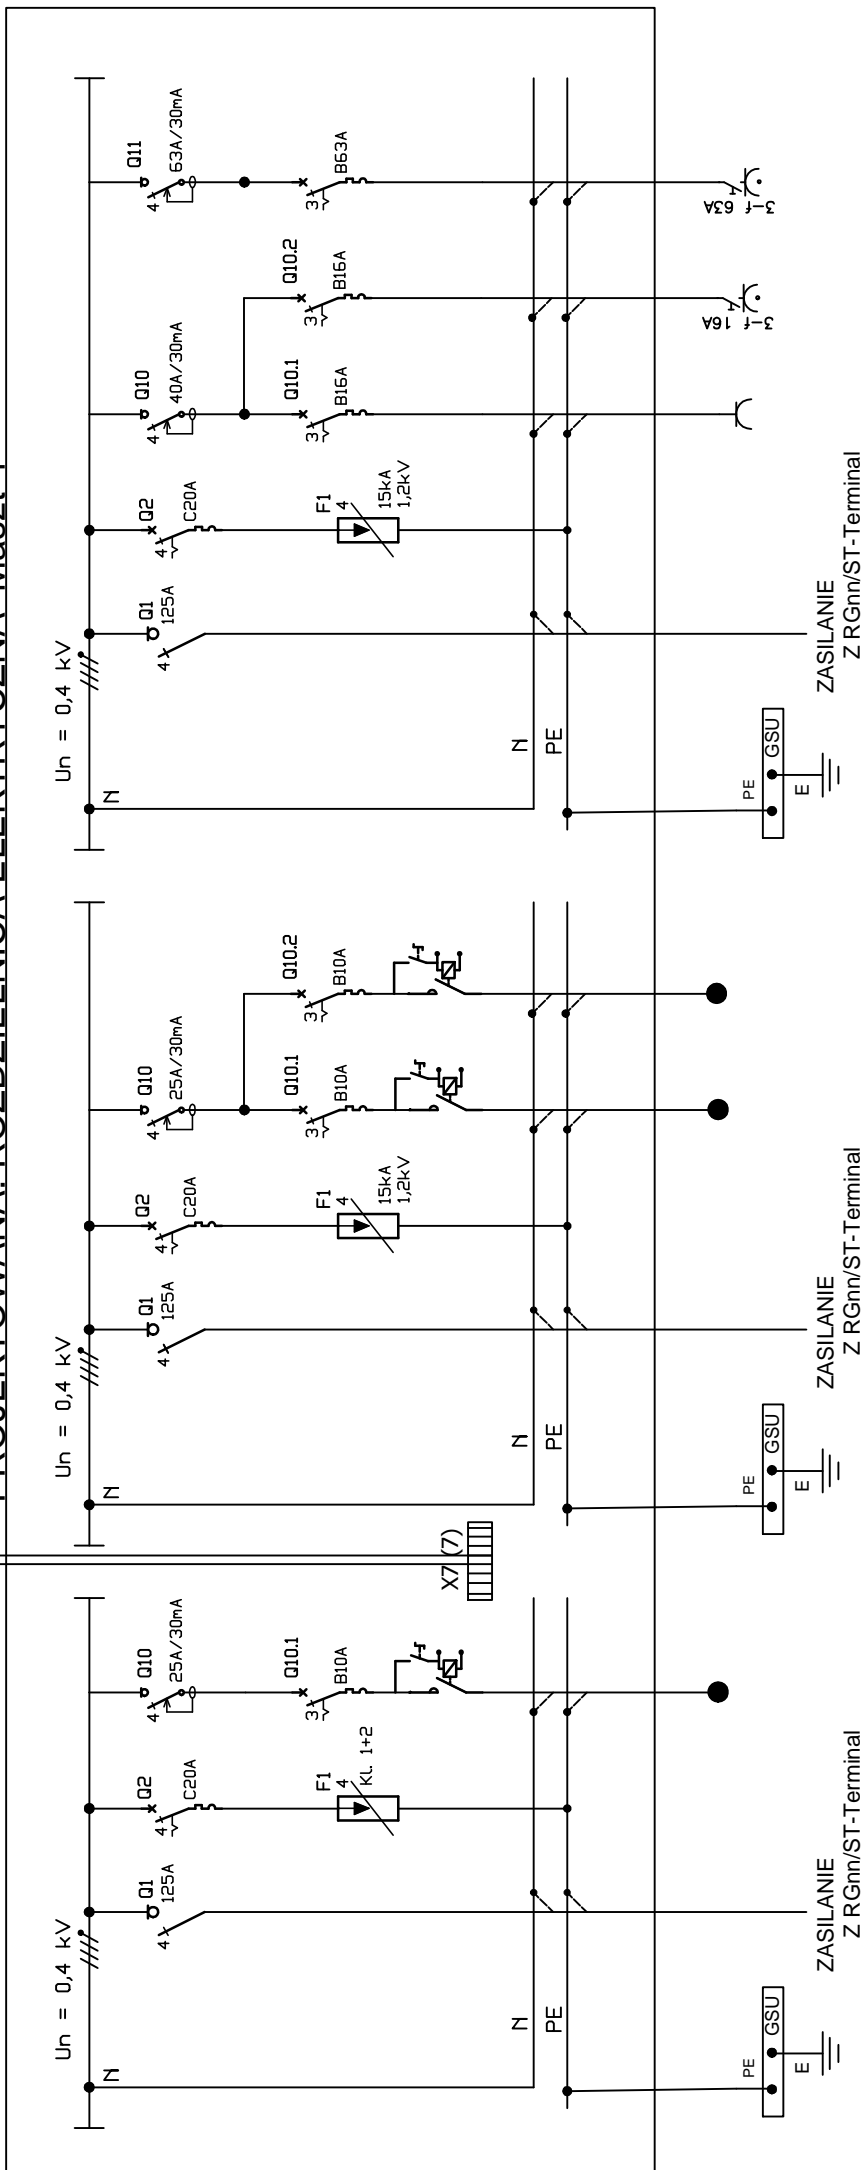 Un = 0,4 kV
N
Q1
125A
4
Q2
C20A
4
F1
4
KL. 1+2
Q10
25A/30mA
4
Q10.1
B10A
3
N
PE
PE
GSU
E
ZASILANIE
Z RGnn/ST-Terminal
X7 (7)
Un = 0,4 kV
N
Q1
125A
4
Q2
C20A
4
F1
4
15kA
1,2kV
Q10
25A/30mA
4
Q10.1
B10A
3
Q10.2
B10A
3
N
PE
PE
GSU
E
ZASILANIE
Z RGnn/ST-Terminal
Un = 0,4 kV
N
Q1
125A
4
Q2
C20A
4
F1
4
15kA
1,2kV
Q10
40A/30mA
4
Q10.1
B16A
3
Q10.2
B16A
3
Q11
63A/30mA
4
B63A
3
N
PE
3-f 16A
3-f 63A
PE
GSU
E
ZASILANIE
Z RGnn/ST-Terminal